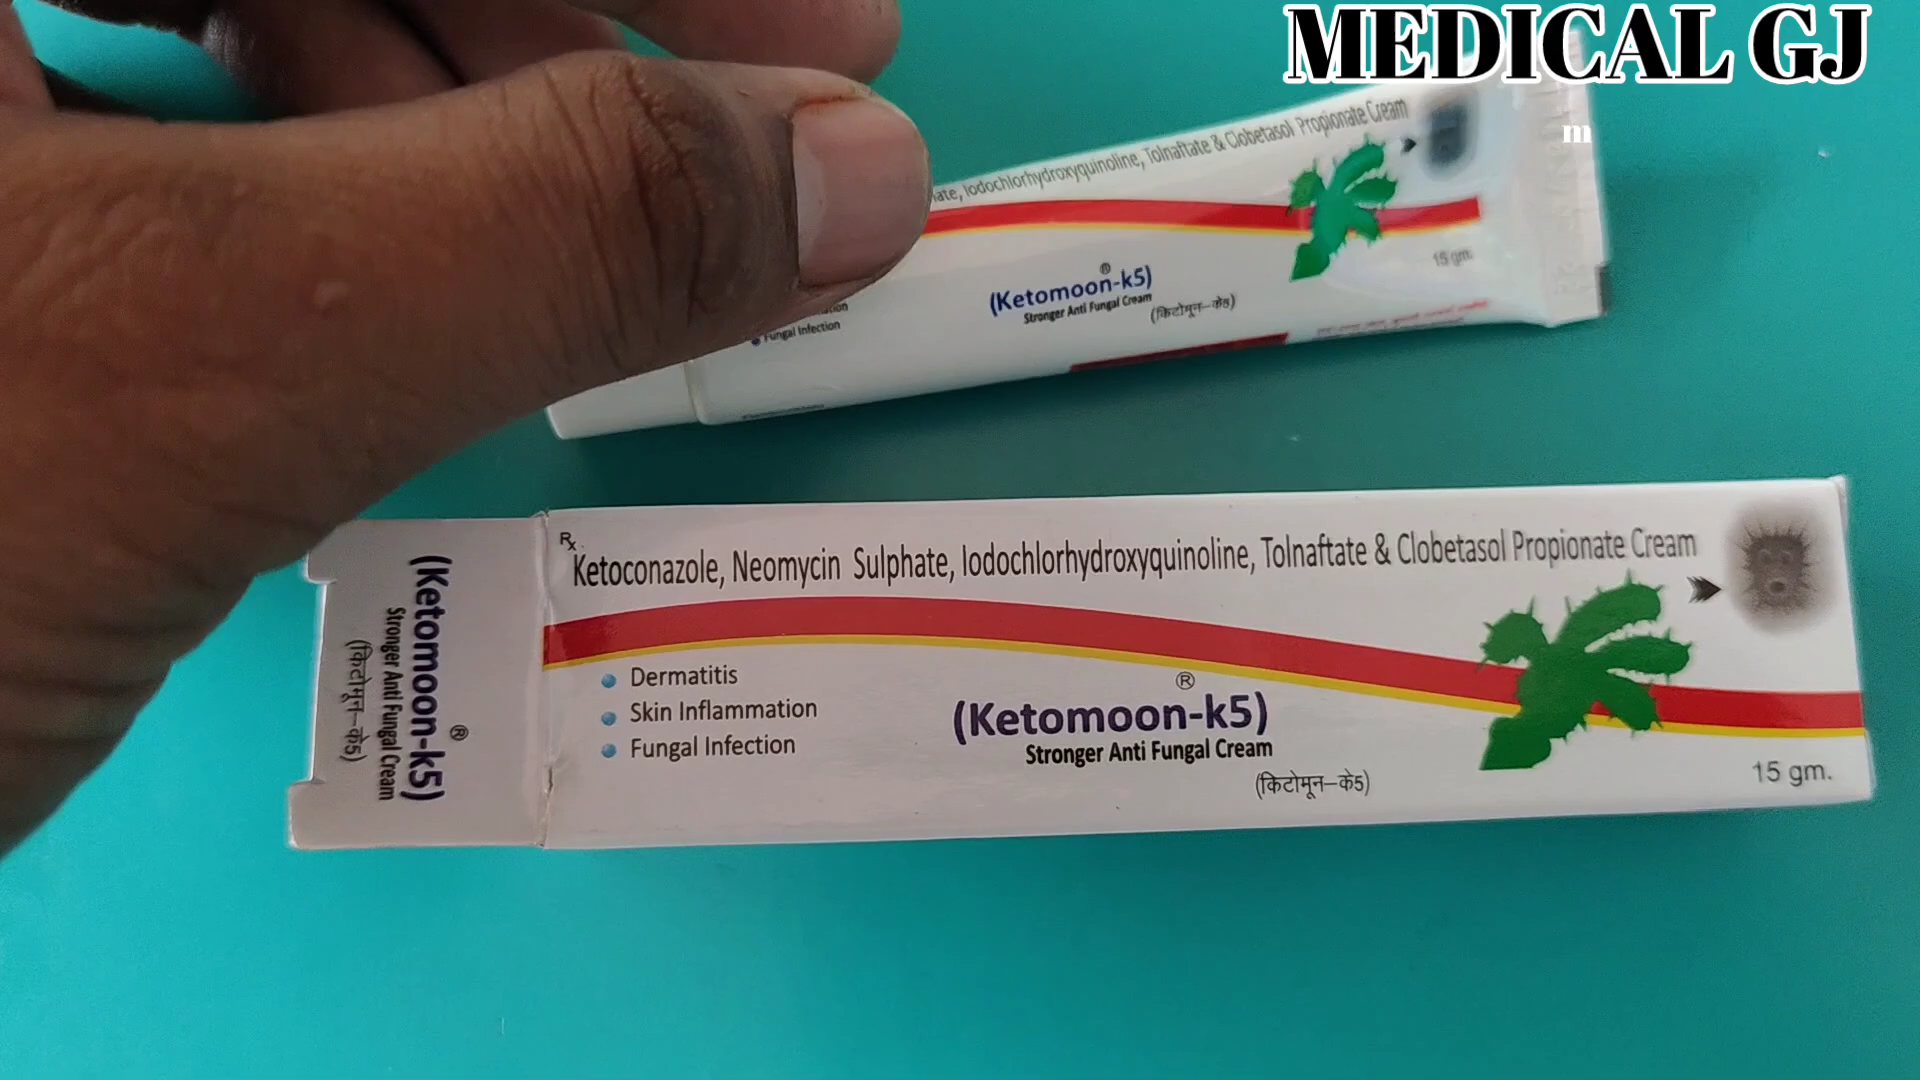 MEDICAL GJ
m
Iodochlorhydroxyquinoline, Tolnaftate & Clobetasol Propionate Cream
Fungal Infection
(Ketomoon-k5)
®
Stronger Anti Fungal Cream
(किटोमून–के5)
15 gm.
Rx
Ketoconazole, Neomycin Sulphate, Iodochlorhydroxyquinoline, Tolnaftate & Clobetasol Propionate Cream
Dermatitis
Skin Inflammation
Fungal Infection
(Ketomoon-k5)
®
Stronger Anti Fungal Cream
(किटोमून–के5)
15 gm.
(Ketomoon-k5)
®
Stronger Anti Fungal Cream
(किटोमून–के5)